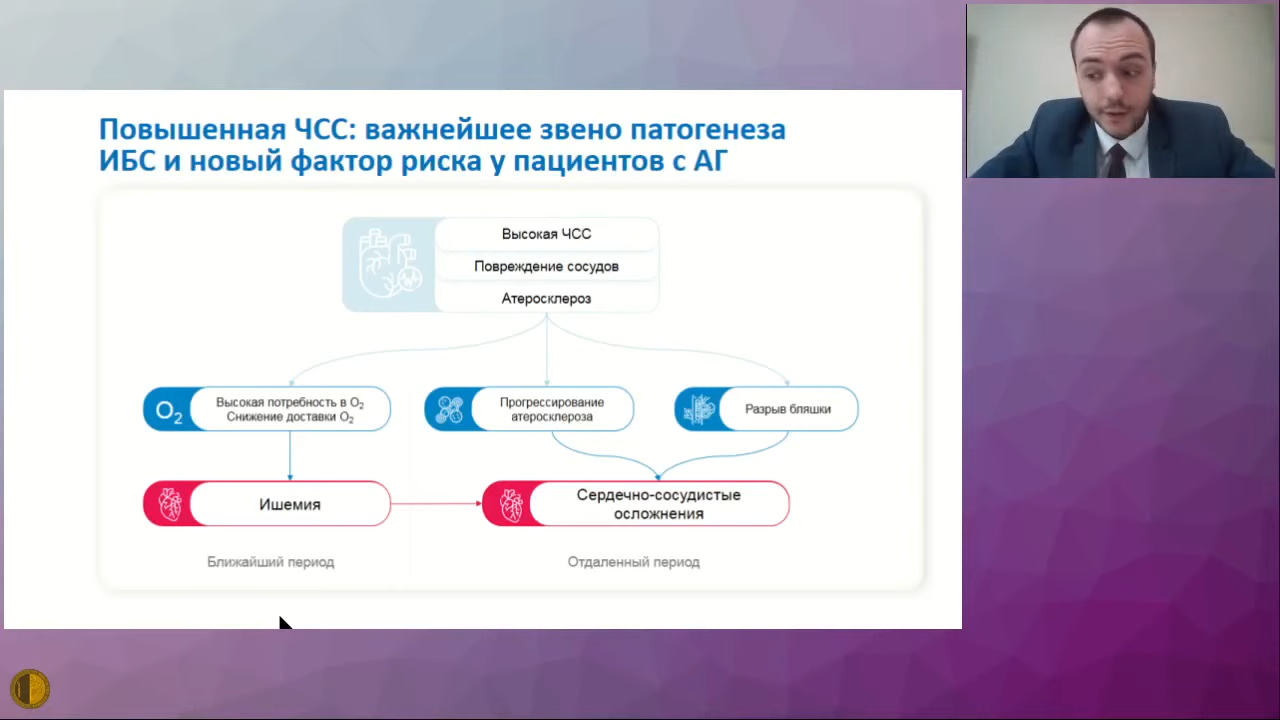 Повышенная ЧСС: важнейшее звено патогенеза
ИБС и новый фактор риска у пациентов с АГ
Высокая ЧСС
Повреждение сосудов
Атеросклероз
O₂
Высокая потребность в O₂
Снижение доставки O₂
Прогрессирование
атеросклероза
Разрыв бляшки
Ишемия
Сердечно-сосудистые
осложнения
Ближайший период
Отдаленный период